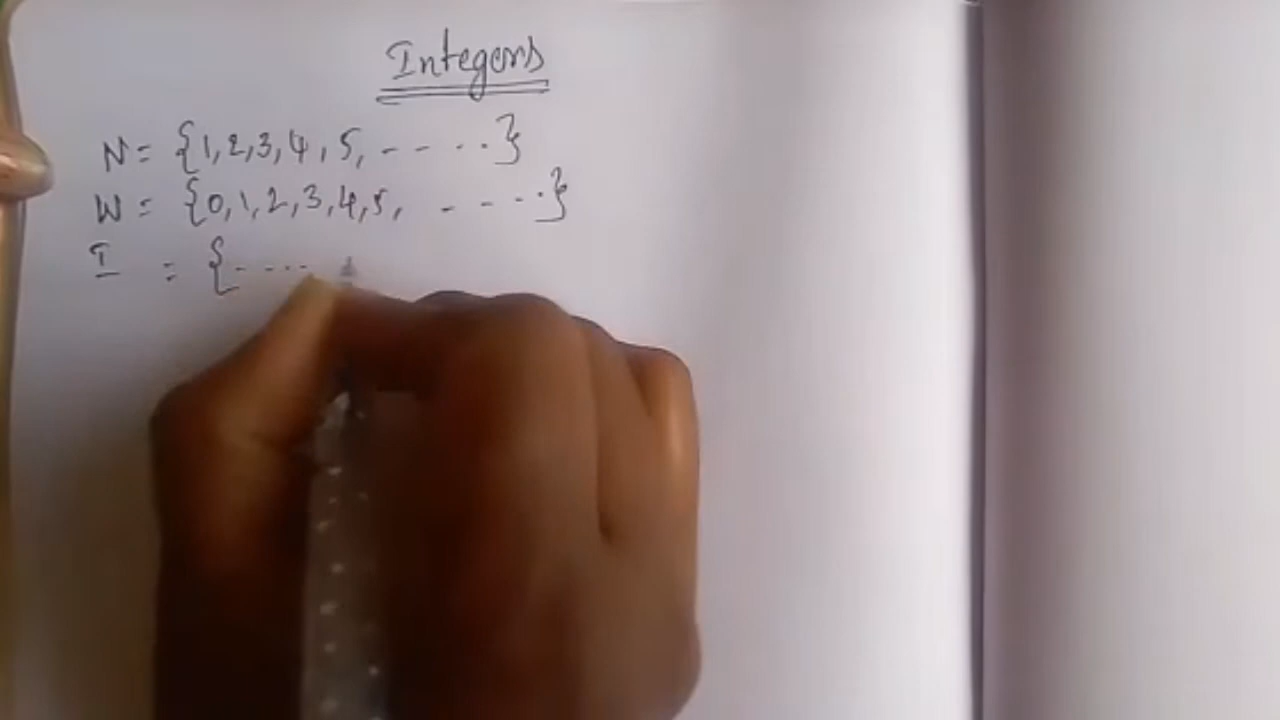 Integers
N = {1, 2, 3, 4, 5, - - - . .}
W = {0, 1, 2, 3, 4, 5, - - - . .}
I = {- - - . . .